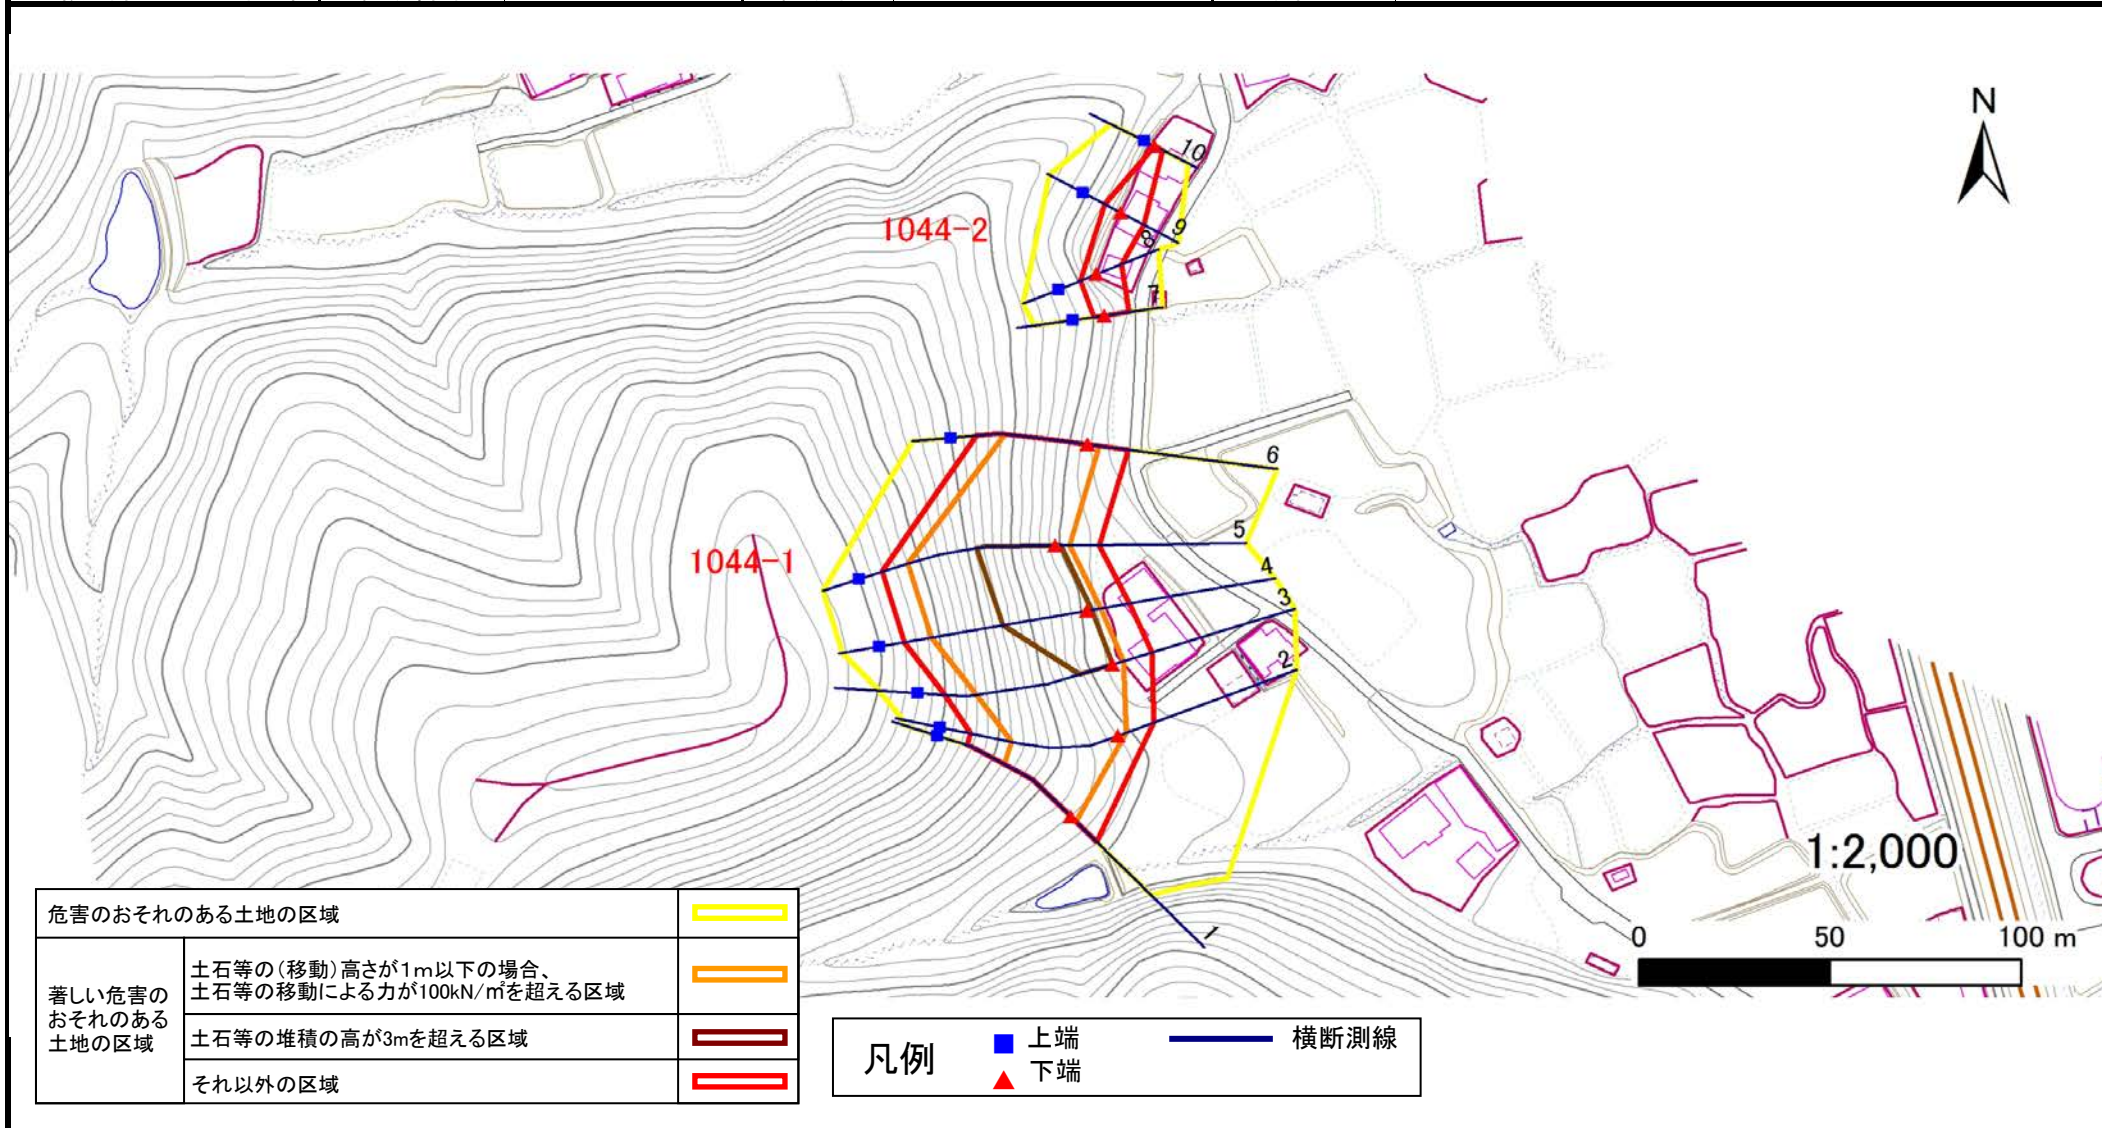 N
10
1044-2
9
8
7
6
5
1044-1
4
3
2
1
1:2,000
0 50 100 m
危害のおそれのある土地の区域
著しい危害の
おそれのある
土地の区域
土石等の(移動)高さが1m以下の場合、
土石等の移動による力が100kN/㎡を超える区域
土石等の堆積の高が3mを超える区域
それ以外の区域
凡例
上端
下端
横断測線